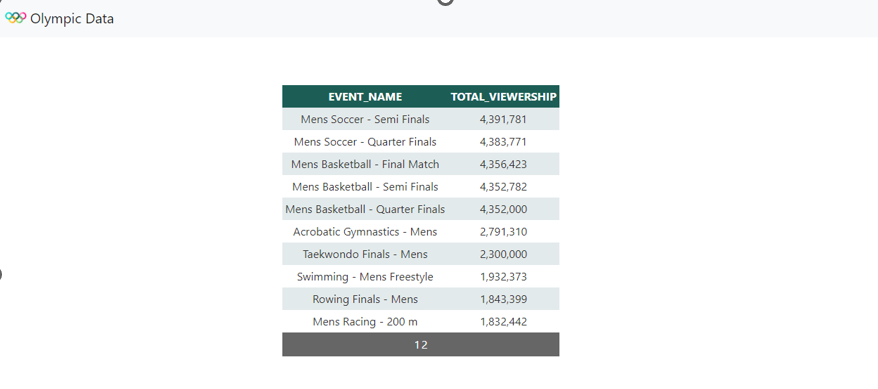 Olympic Data
EVENT_NAME TOTAL_VIEWERSHIP
Mens Soccer - Semi Finals 4,391,781
Mens Soccer - Quarter Finals 4,383,771
Mens Basketball - Final Match 4,356,423
Mens Basketball - Semi Finals 4,352,782
Mens Basketball - Quarter Finals 4,352,000
Acrobatic Gymnastics - Mens 2,791,310
Taekwondo Finals - Mens 2,300,000
Swimming - Mens Freestyle 1,932,373
Rowing Finals - Mens 1,843,399
Mens Racing - 200 m 1,832,442
1 2